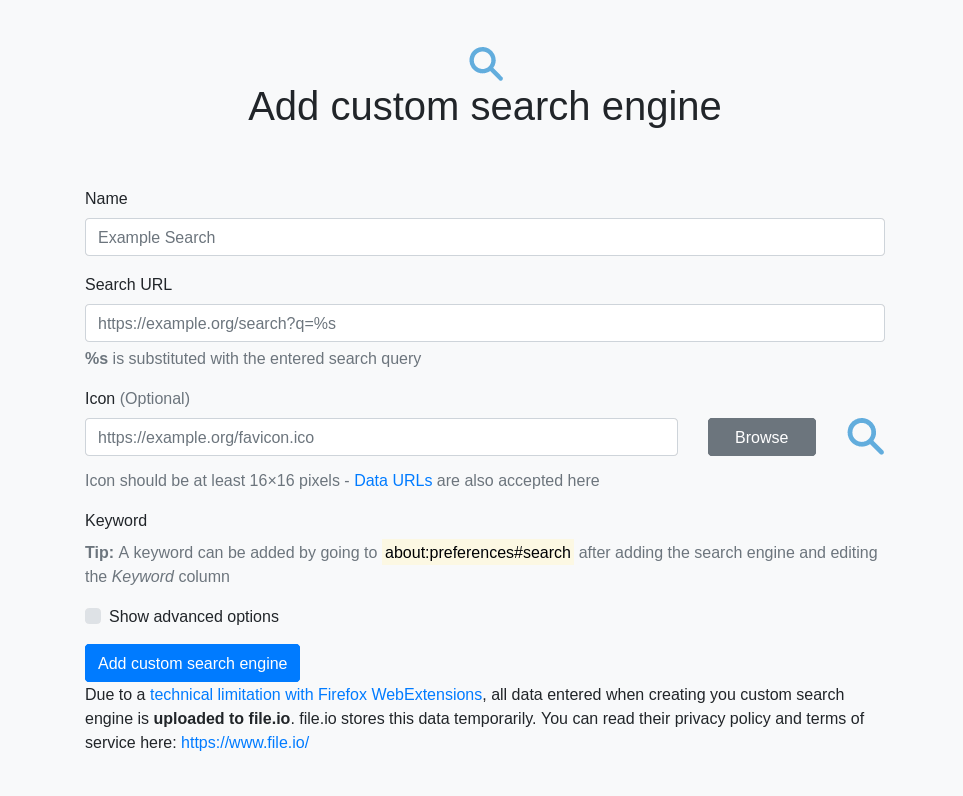 Add custom search engine
Name
Example Search
Search URL
https://example.org/search?q=%s
%s is substituted with the entered search query
Icon (Optional)
https://example.org/favicon.ico
Browse
Icon should be at least 16×16 pixels - Data URLs are also accepted here
Keyword
Tip: A keyword can be added by going to about:preferences#search after adding the search engine and editing
the Keyword column
Show advanced options
Add custom search engine
Due to a technical limitation with Firefox WebExtensions, all data entered when creating you custom search
engine is uploaded to file.io. file.io stores this data temporarily. You can read their privacy policy and terms of
service here: https://www.file.io/